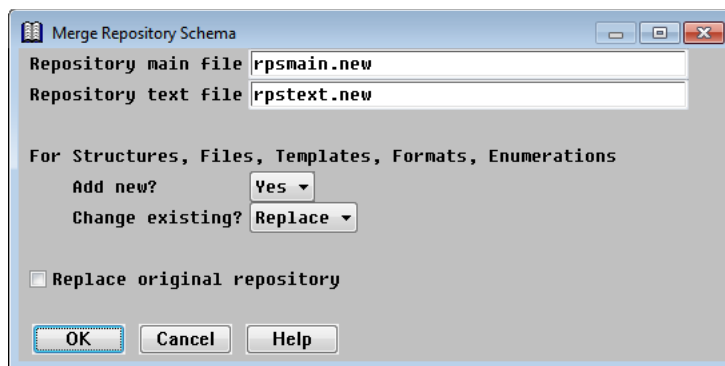 Merge Repository Schema
Repository main file rpsmain.new
Repository text file rpstext.new
For Structures, Files, Templates, Formats, Enumerations
Add new? Yes
Change existing? Replace
Replace original repository
OK Cancel Help